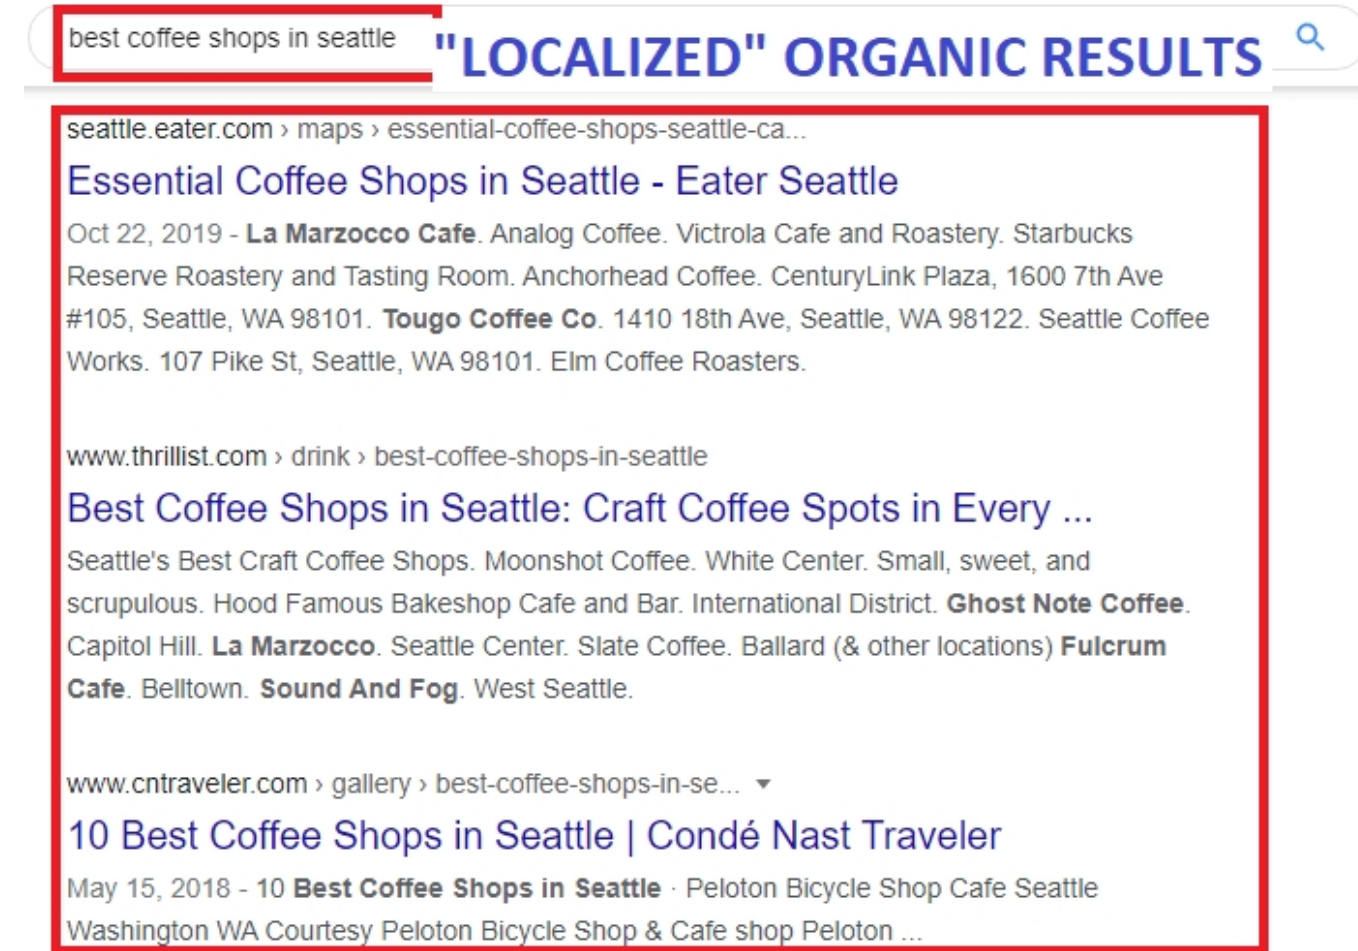 best coffee shops in seattle
"LOCALIZED" ORGANIC RESULTS
seattle.eater.com › maps › essential-coffee-shops-seattle-ca...
Essential Coffee Shops in Seattle - Eater Seattle
Oct 22, 2019 - La Marzocco Cafe. Analog Coffee. Victrola Cafe and Roastery. Starbucks
Reserve Roastery and Tasting Room. Anchorhead Coffee. CenturyLink Plaza, 1600 7th Ave
#105, Seattle, WA 98101. Tougo Coffee Co. 1410 18th Ave, Seattle, WA 98122. Seattle Coffee
Works. 107 Pike St, Seattle, WA 98101. Elm Coffee Roasters.
www.thrillist.com › drink › best-coffee-shops-in-seattle
Best Coffee Shops in Seattle: Craft Coffee Spots in Every ...
Seattle's Best Craft Coffee Shops. Moonshot Coffee. White Center. Small, sweet, and
scrupulous. Hood Famous Bakeshop Cafe and Bar. International District. Ghost Note Coffee.
Capitol Hill. La Marzocco. Seattle Center. Slate Coffee. Ballard (& other locations) Fulcrum
Cafe. Belltown. Sound And Fog. West Seattle.
www.cntraveler.com › gallery › best-coffee-shops-in-se...
10 Best Coffee Shops in Seattle | Condé Nast Traveler
May 15, 2018 - 10 Best Coffee Shops in Seattle · Peloton Bicycle Shop Cafe Seattle
Washington WA Courtesy Peloton Bicycle Shop & Cafe shop Peloton ...